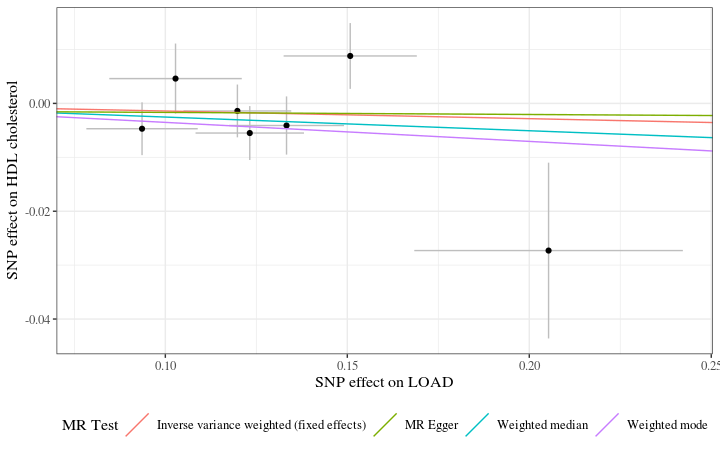 SNP effect on HDL cholesterol
0.00
-0.02
-0.04
0.10
0.15
0.20
0.25
SNP effect on LOAD
MR Test
Inverse variance weighted (fixed effects)
MR Egger
Weighted median
Weighted mode